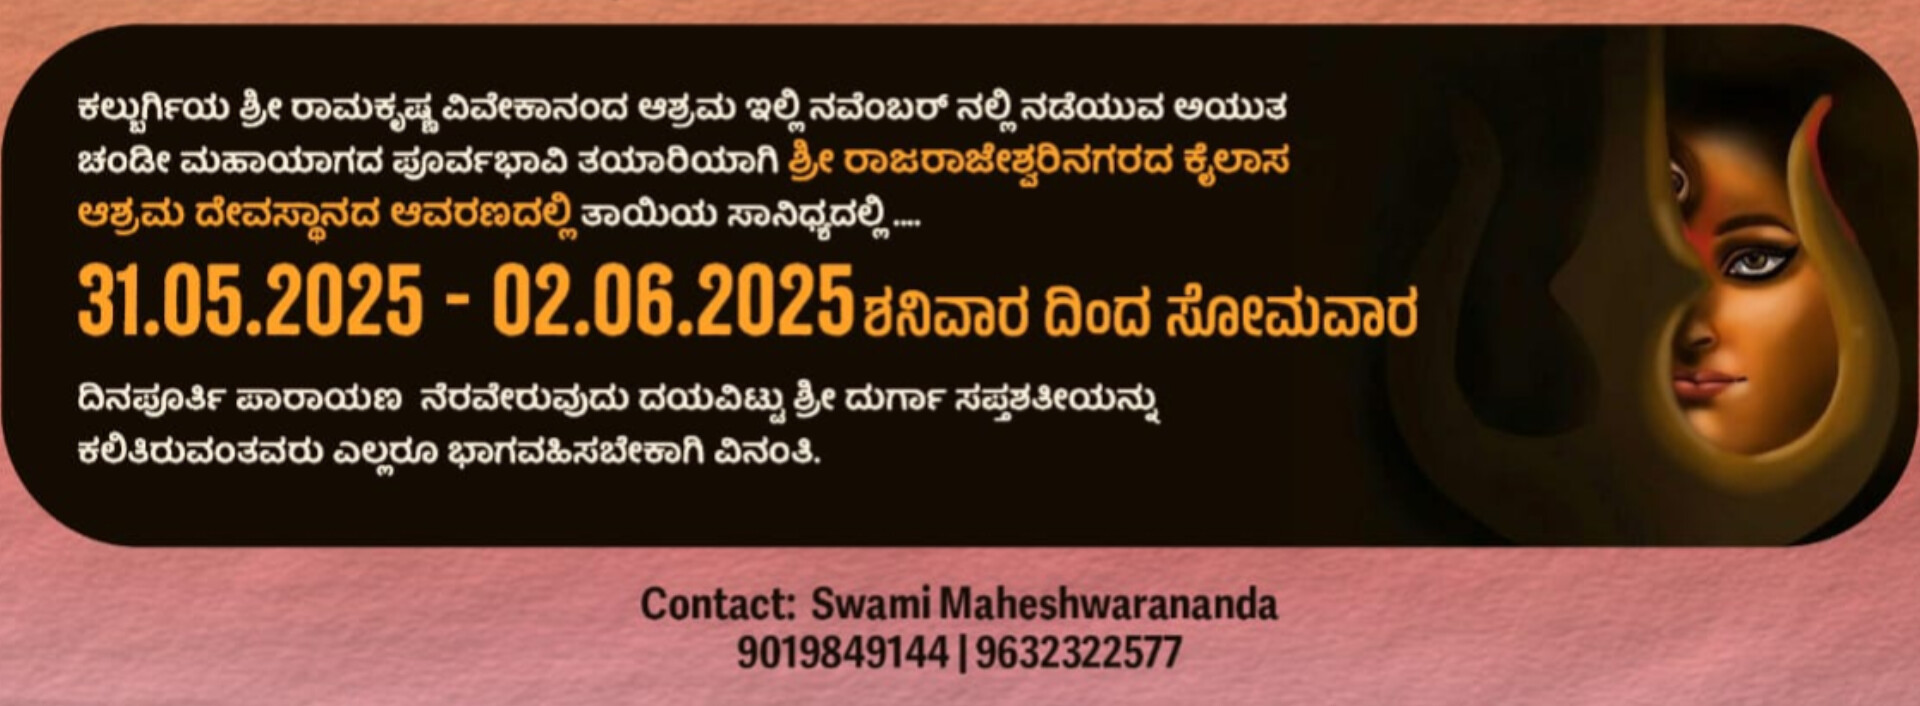 ಕಲ್ಬುರ್ಗಿಯ ಶ್ರೀ ರಾಮಕೃಷ್ಣ ವಿವೇಕಾನಂದ ಆಶ್ರಮ ಇಲ್ಲಿ ನವೆಂಬರ್ ನಲ್ಲಿ ನಡೆಯುವ ಅಯುತ
ಚಂಡೀ ಮಹಾಯಾಗದ ಪೂರ್ವಭಾವಿ ತಯಾರಿಯಾಗಿ ಶ್ರೀ ರಾಜರಾಜೇಶ್ವರಿನಗರದ ಕೈಲಾಸ
ಆಶ್ರಮ ದೇವಸ್ಥಾನದ ಆವರಣದಲ್ಲಿ ತಾಯಿಯ ಸಾನಿಧ್ಯದಲ್ಲಿ ....
31.05.2025 - 02.06.2025 ಶನಿವಾರ ದಿಂದ ಸೋಮವಾರ
ದಿನಪೂರ್ತಿ ಪಾರಾಯಣ ನೆರವೇರುವುದು ದಯವಿಟ್ಟು ಶ್ರೀ ದುರ್ಗಾ ಸಪ್ತಶತೀಯನ್ನು
ಕಲಿತಿರುವಂತವರು ಎಲ್ಲರೂ ಭಾಗವಹಿಸಬೇಕಾಗಿ ವಿನಂತಿ.
Contact: Swami Maheshwarananda
9019849144 | 9632322577